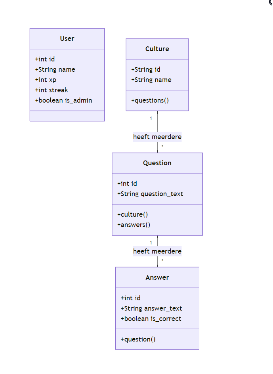 User
+int id
+String name
+int xp
+int streak
+boolean is_admin
Culture
+String id
+String name
+questions()
heeft meerdere
Question
+int id
+String question_text
+culture()
+answers()
heeft meerdere
Answer
+int id
+String answer_text
+boolean is_correct
+question()